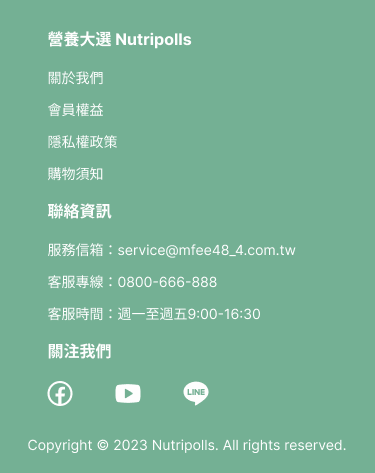 營養大選 Nutripolls
關於我們
會員權益
隱私權政策
購物須知
聯絡資訊
服務信箱：service@mfee48_4.com.tw
客服專線：0800-666-888
客服時間：週一至週五9:00-16:30
關注我們
LINE
Copyright © 2023 Nutripolls. All rights reserved.